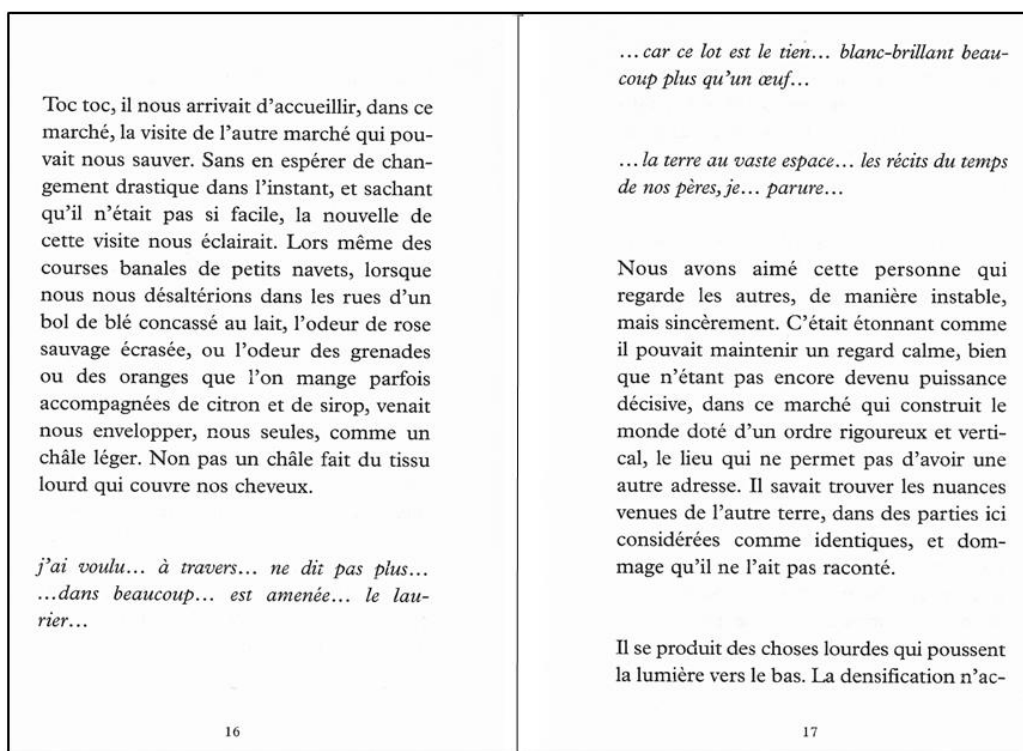 Toc toc, il nous arrivait d’accueillir, dans ce
marché, la visite de l’autre marché qui pou-
vait nous sauver. Sans en espérer de chan-
gement drastique dans l’instant, et sachant
qu’il n’était pas si facile, la nouvelle de
cette visite nous éclairait. Lors même des
courses banales de petits navets, lorsque
nous nous désaltérions dans les rues d’un
bol de blé concassé au lait, l’odeur de rose
sauvage écrasée, ou l’odeur des grenades
ou des oranges que l’on mange parfois
accompagnées de citron et de sirop, venait
nous envelopper, nous seules, comme un
châle léger. Non pas un châle fait du tissu
lourd qui couvre nos cheveux.
j’ai voulu… à travers… ne dit pas plus…
…dans beaucoup… est amenée… le lau-
rier…
16
…car ce lot est le tien… blanc-brillant beau-
coup plus qu’un œuf…
…la terre au vaste espace… les récits du temps
de nos pères, je… parure…
Nous avons aimé cette personne qui
regarde les autres, de manière instable,
mais sincèrement. C’était étonnant comme
il pouvait maintenir un regard calme, bien
que n’étant pas encore devenu puissance
décisive, dans ce marché qui construit le
monde doté d’un ordre rigoureux et verti-
cal, le lieu qui ne permet pas d’avoir une
autre adresse. Il savait trouver les nuances
venues de l’autre terre, dans des parties ici
considérées comme identiques, et dom-
mage qu’il ne l’ait pas raconté.
Il se produit des choses lourdes qui poussent
la lumière vers le bas. La densification n’ac-
17